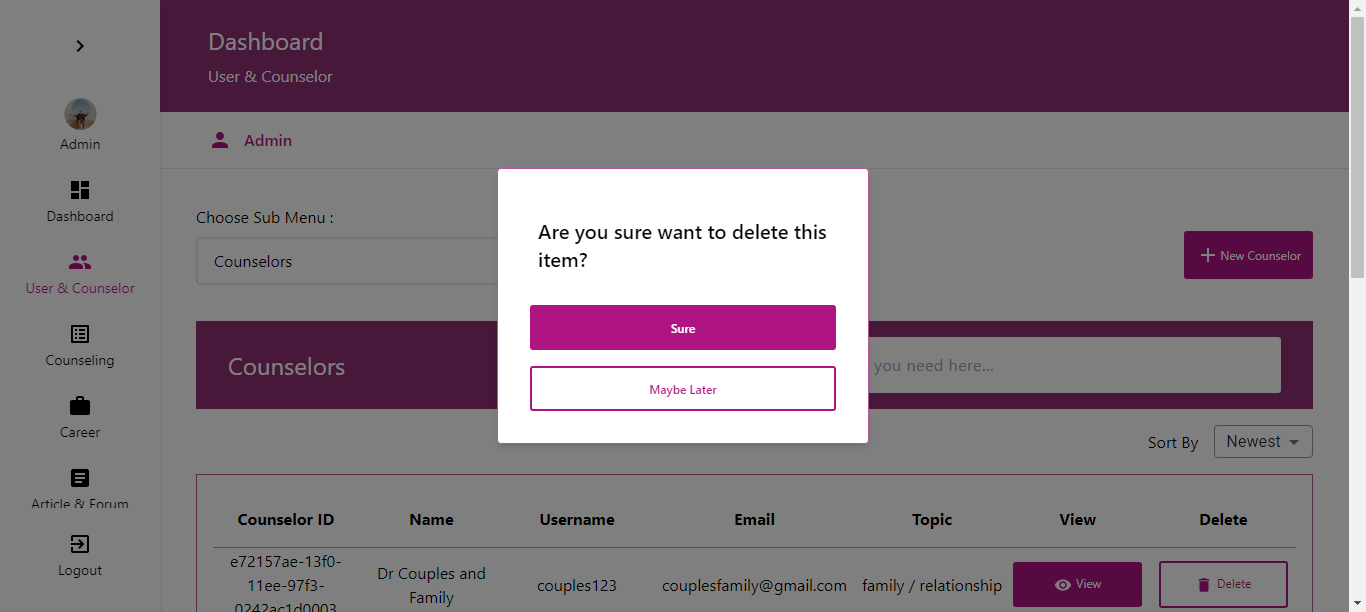 Dashboard
User & Counselor
Admin
Admin
Dashboard
User & Counselor
Counseling
Career
Article & Forum
Logout
Choose Sub Menu :
Counselors
New Counselor
Are you sure want to delete this
item?
Sure
Maybe Later
Counselors
you need here...
Sort By
Newest
Counselor ID Name Username Email Topic View Delete
e72157ae-13f0-
11ee-97f3-
0242ac1d0003
Dr Couples and
Family
couples123
couplesfamily@gmail.com
family / relationship
View
Delete